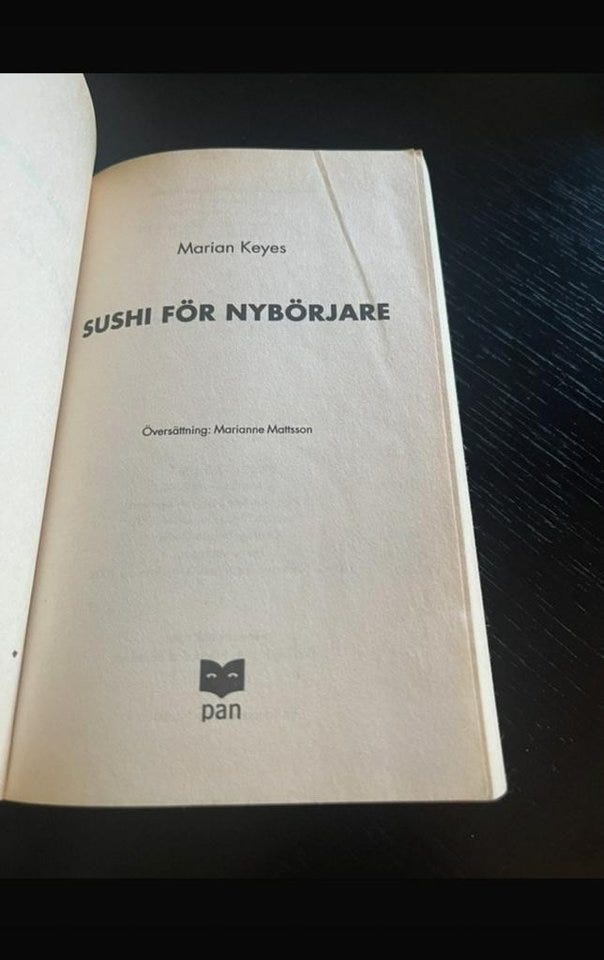 Marian Keyes
SUSHI FÖR NYBÖRJARE
Översättning: Marianne Mattsson
pan